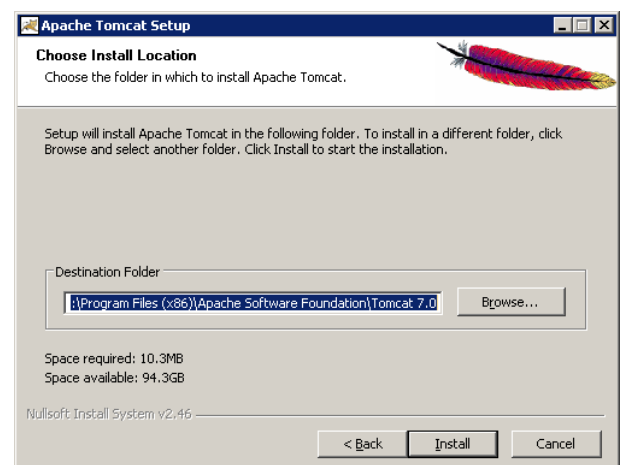 Apache Tomcat Setup
Choose Install Location
Choose the folder in which to install Apache Tomcat.
Setup will install Apache Tomcat in the following folder. To install in a different folder, click
Browse and select another folder. Click Install to start the installation.
Destination Folder
:\Program Files (x86)\Apache Software Foundation\Tomcat 7.0
Browse...
Space required: 10.3MB
Space available: 94.3GB
Nullsoft Install System v2.46
< Back
Install
Cancel